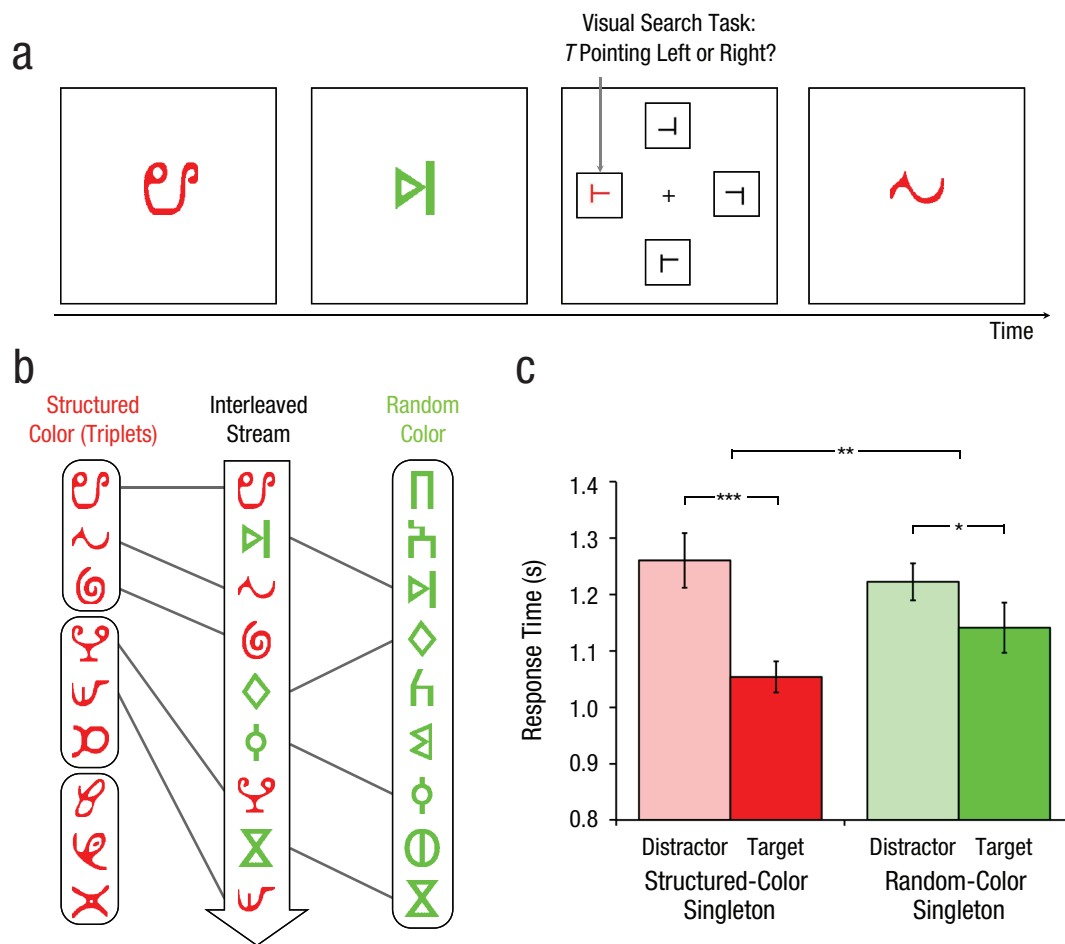 Visual Search Task:
T Pointing Left or Right?
a
+
Time
b
Structured
Color (Triplets)
Interleaved
Stream
Random
Color
c
**
***
*
Response Time (s)
1.4
1.3
1.2
1.1
1.0
0.9
0.8
Distractor Target
Structured-Color
Singleton
Distractor Target
Random-Color
Singleton